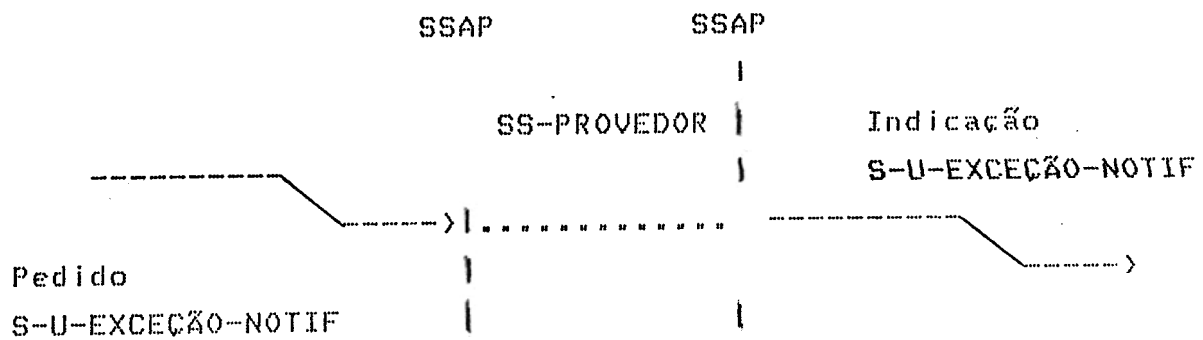 SSAP SSAP
SS-PROVEDOR Indicação
S-U-EXCEÇÃO-NOTIF
Pedido
S-U-EXCEÇÃO-NOTIF